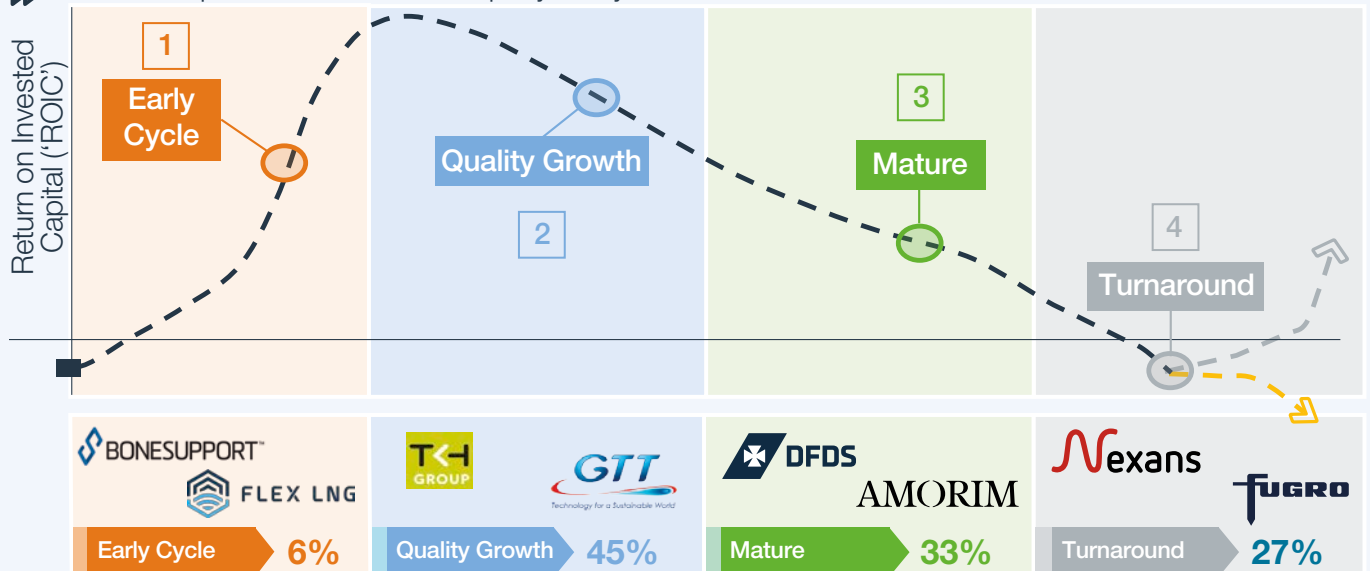 Return on Invested
Capital (‘ROIC’)
1
Early
Cycle
Quality Growth
2
3
Mature
4
Turnaround
BONESUPPORT™
FLEX LNG
TKH
GROUP
GTT
Technology for a Sustainable World
DFDS
AMORIM
Nexans
FUGRO
Early Cycle 6%
Quality Growth 45%
Mature 33%
Turnaround 27%